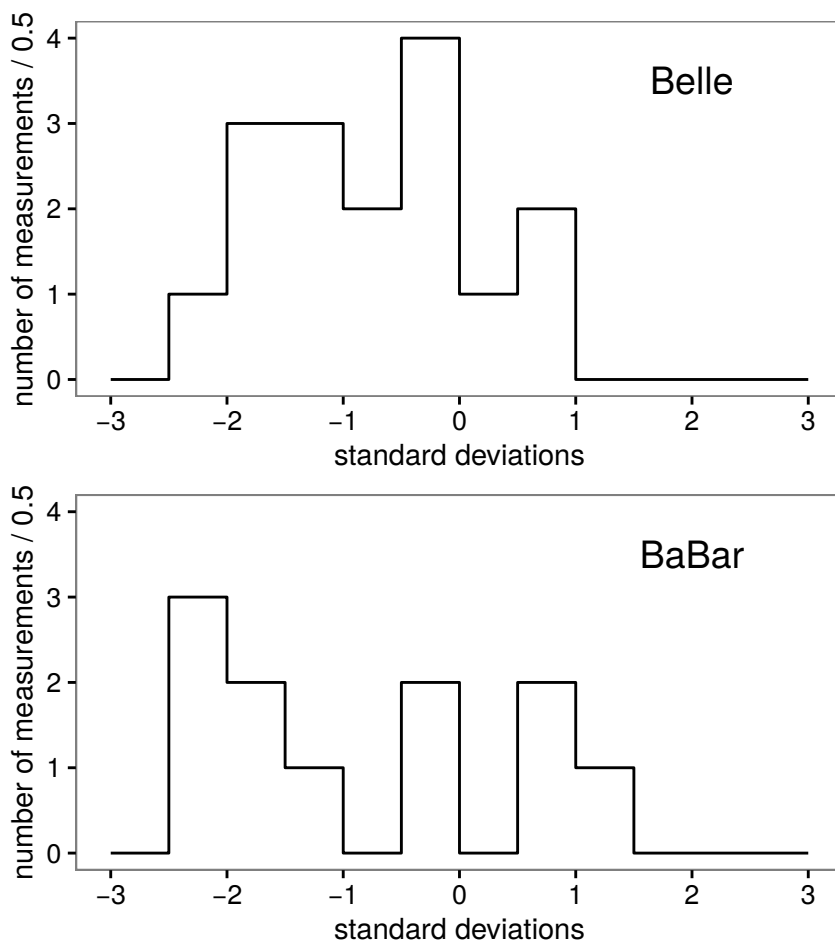 number of measurements / 0.5
4
3
2
1
0
Belle
−3 −2 −1 0 1 2 3
standard deviations
number of measurements / 0.5
4
3
2
1
0
BaBar
−3 −2 −1 0 1 2 3
standard deviations